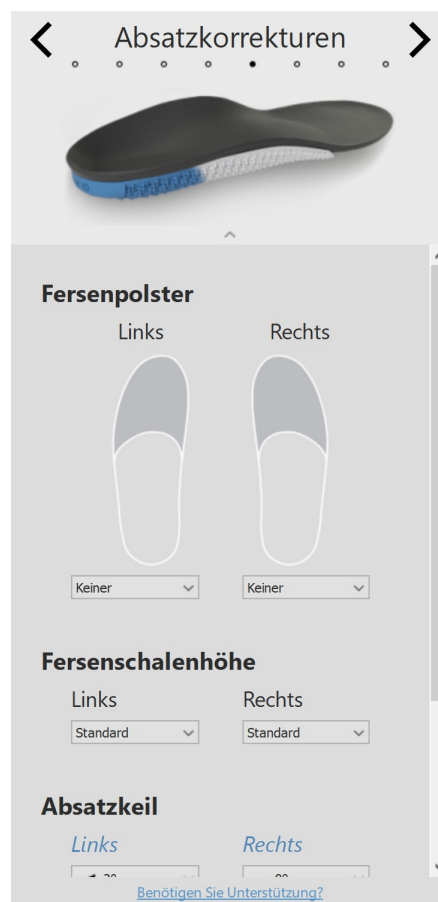 Absatzkorrekturen
Fersenpolster
Links Rechts
Keiner Keiner
Fersenschalenhöhe
Links Rechts
Standard Standard
Absatzkeil
Links Rechts
Benötigen Sie Unterstützung?